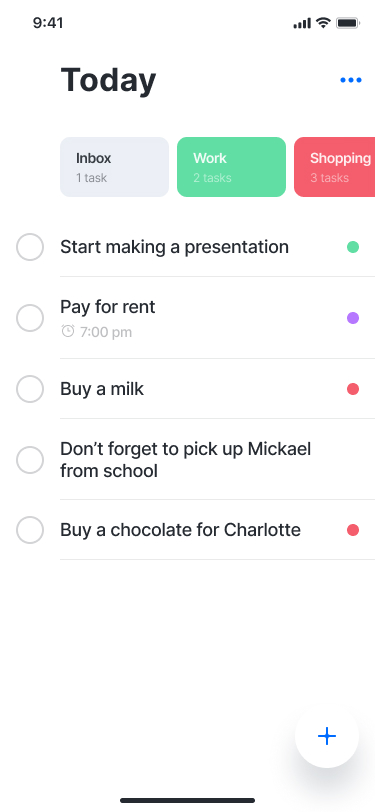 9:41
Today
Inbox
1 task
Work
2 tasks
Shopping
3 tasks
Start making a presentation
Pay for rent
7:00 pm
Buy a milk
Don’t forget to pick up Mickael
from school
Buy a chocolate for Charlotte